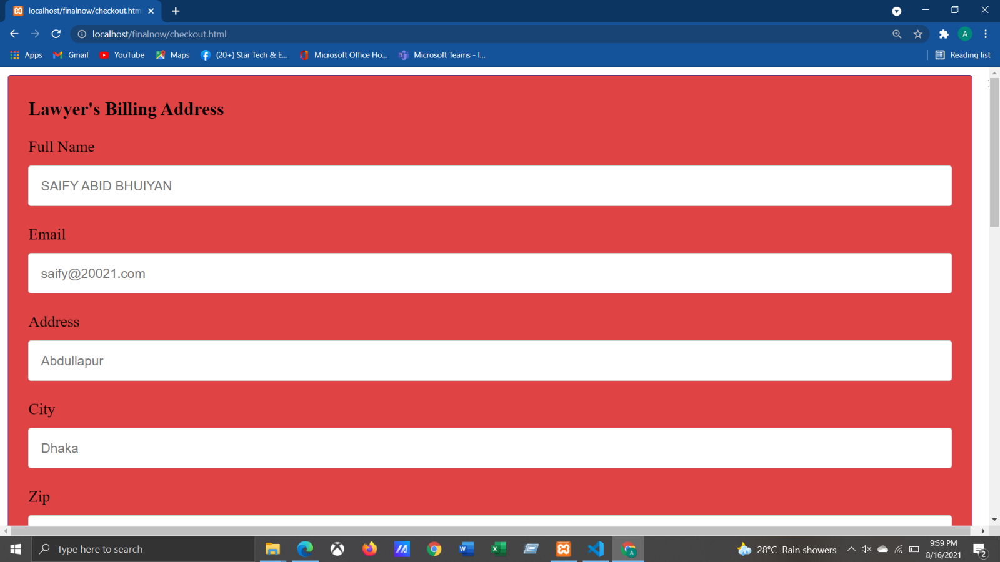 localhost/finalnow/checkout.htm
localhost/finalnow/checkout.html
A
Apps Gmail YouTube Maps (20+) Star Tech & E... Microsoft Office Ho... Microsoft Teams - I... Reading list
Lawyer's Billing Address
Full Name
SAIFY ABID BHUIYAN
Email
saify@20021.com
Address
Abdullapur
City
Dhaka
Zip
Type here to search
28°C Rain showers
9:59 PM
8/16/2021
2